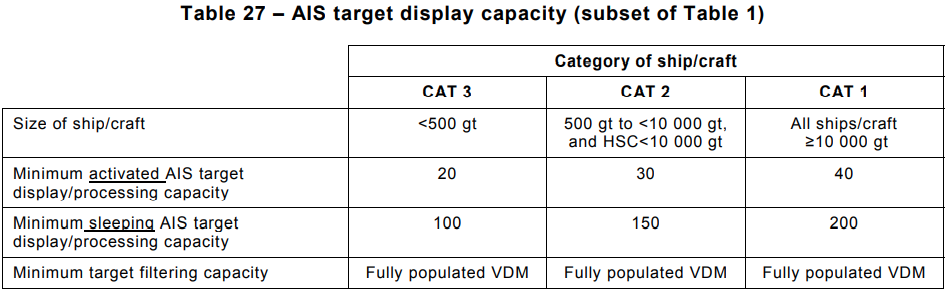 Table 27 – AIS target display capacity (subset of Table 1)
Category of ship/craft
CAT 3 CAT 2 CAT 1
Size of ship/craft <500 gt 500 gt to <10 000 gt, All ships/craft
and HSC<10 000 gt ≥10 000 gt
Minimum activated AIS target 20 30 40
display/processing capacity
Minimum sleeping AIS target 100 150 200
display/processing capacity
Minimum target filtering capacity Fully populated VDM Fully populated VDM Fully populated VDM